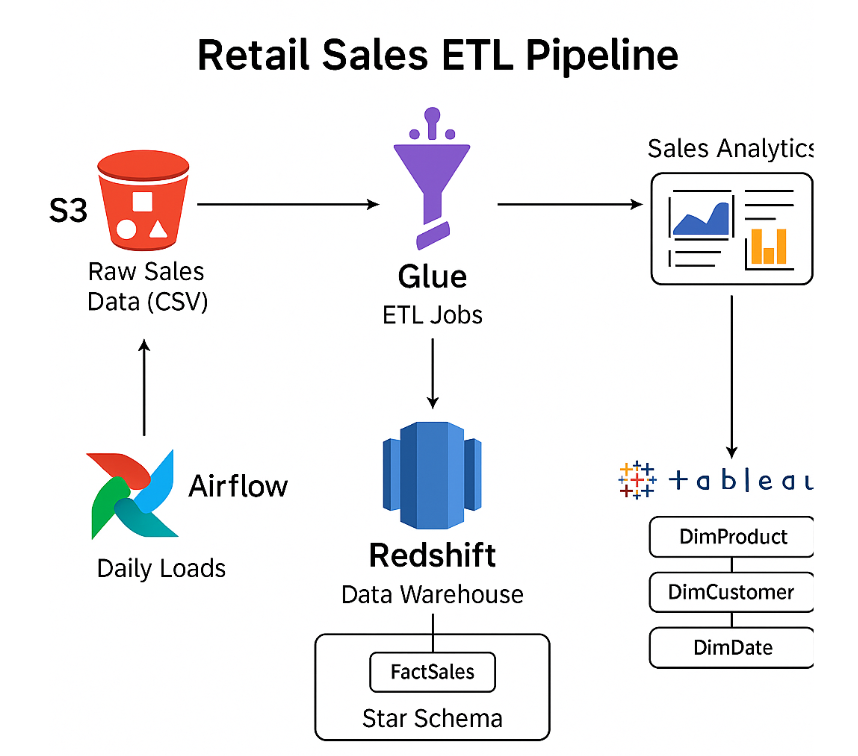 Retail Sales ETL Pipeline
S3
Raw Sales
Data (CSV)
Airflow
Daily Loads
Glue
ETL Jobs
Redshift
Data Warehouse
FactSales
Star Schema
Sales Analytics
tableau
DimProduct
DimCustomer
DimDate